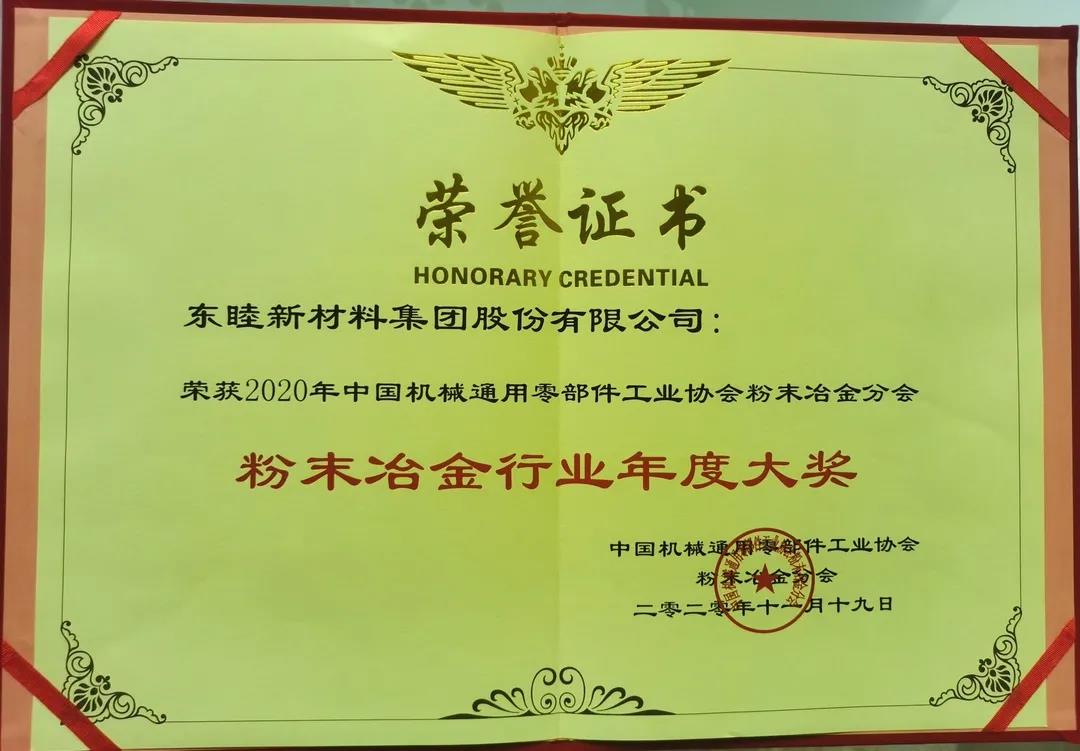 荣誉证书
HONORARY CREDENTIAL
东睦新材料集团股份有限公司：
荣获2020年中国机械通用零部件工业协会粉末冶金分会
粉末冶金行业年度大奖
中国机械通用零部件工业协会
粉末冶金分会
二零二零年十一月十九日